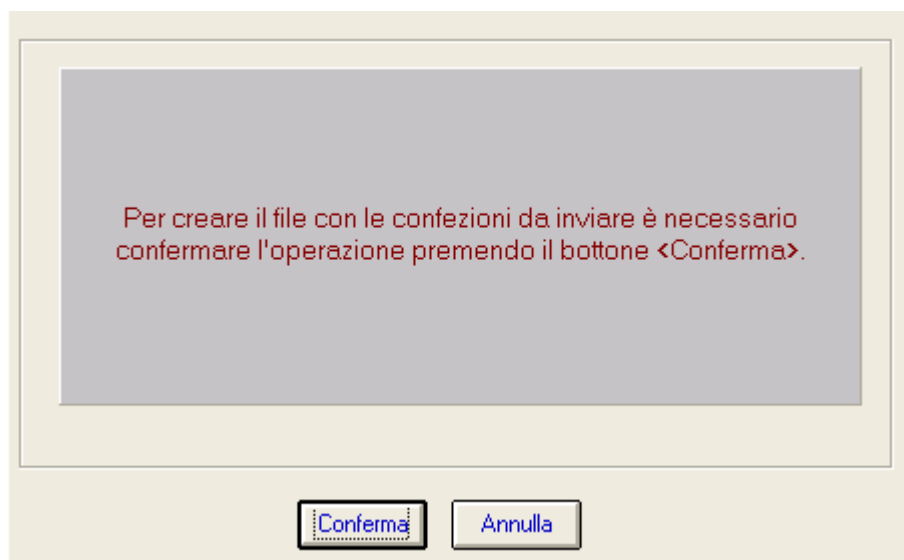 Per creare il file con le confezioni da inviare è necessario
confermare l'operazione premendo il bottone <Conferma>.
Conferma
Annulla